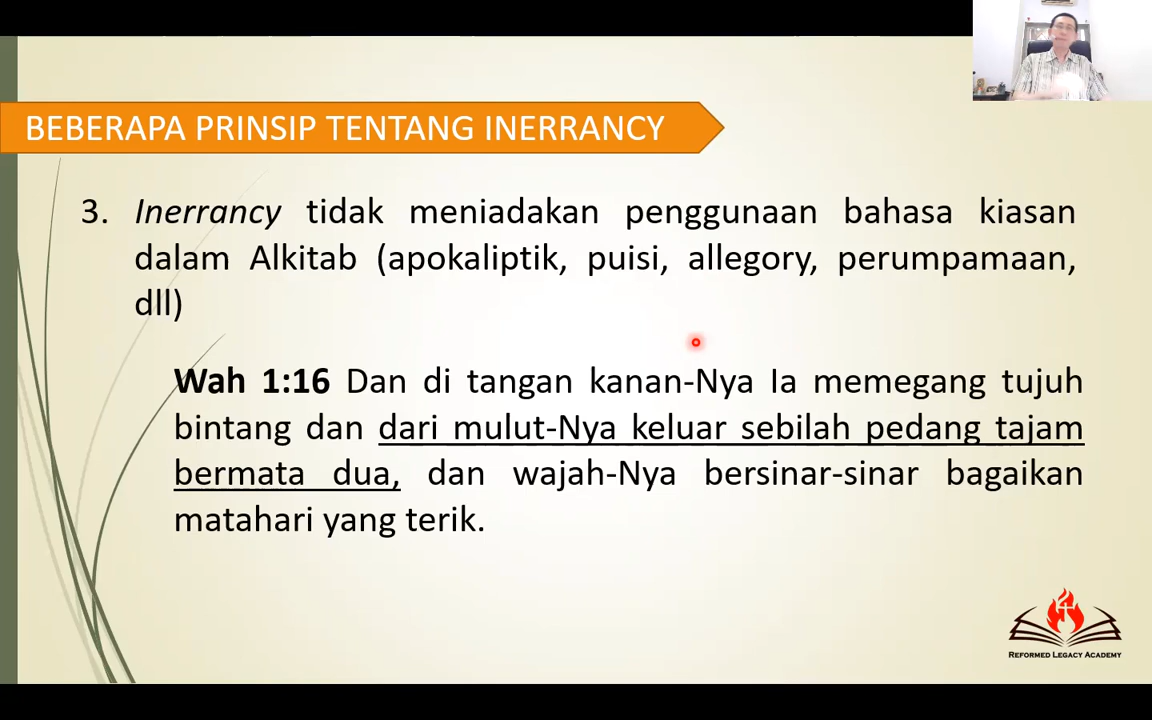 BEBERAPA PRINSIP TENTANG INERRANCY
3. Inerrancy tidak meniadakan penggunaan bahasa kiasan
dalam Alkitab (apokaliptik, puisi, allegory, perumpamaan,
dll)
Wah 1:16 Dan di tangan kanan-Nya Ia memegang tujuh
bintang dan dari mulut-Nya keluar sebilah pedang tajam
bermata dua, dan wajah-Nya bersinar-sinar bagaikan
matahari yang terik.
REFORMED LEGACY ACADEMY